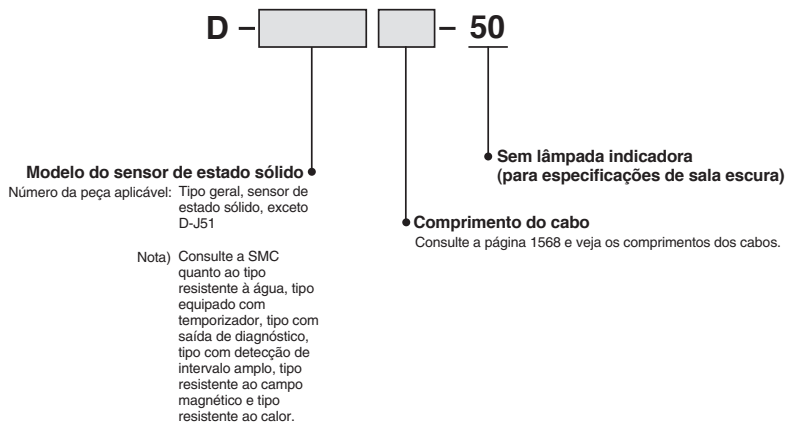 D – – 50
Sem lâmpada indicadora
(para especificações de sala escura)
Modelo do sensor de estado sólido
Número da peça aplicável: Tipo geral, sensor de
estado sólido, exceto
D-J51
Comprimento do cabo
Consulte a página 1568 e veja os comprimentos dos cabos.
Nota) Consulte a SMC
quanto ao tipo
resistente à água, tipo
equipado com
temporizador, tipo com
saída de diagnóstico,
tipo com detecção de
intervalo amplo, tipo
resistente ao campo
magnético e tipo
resistente ao calor.